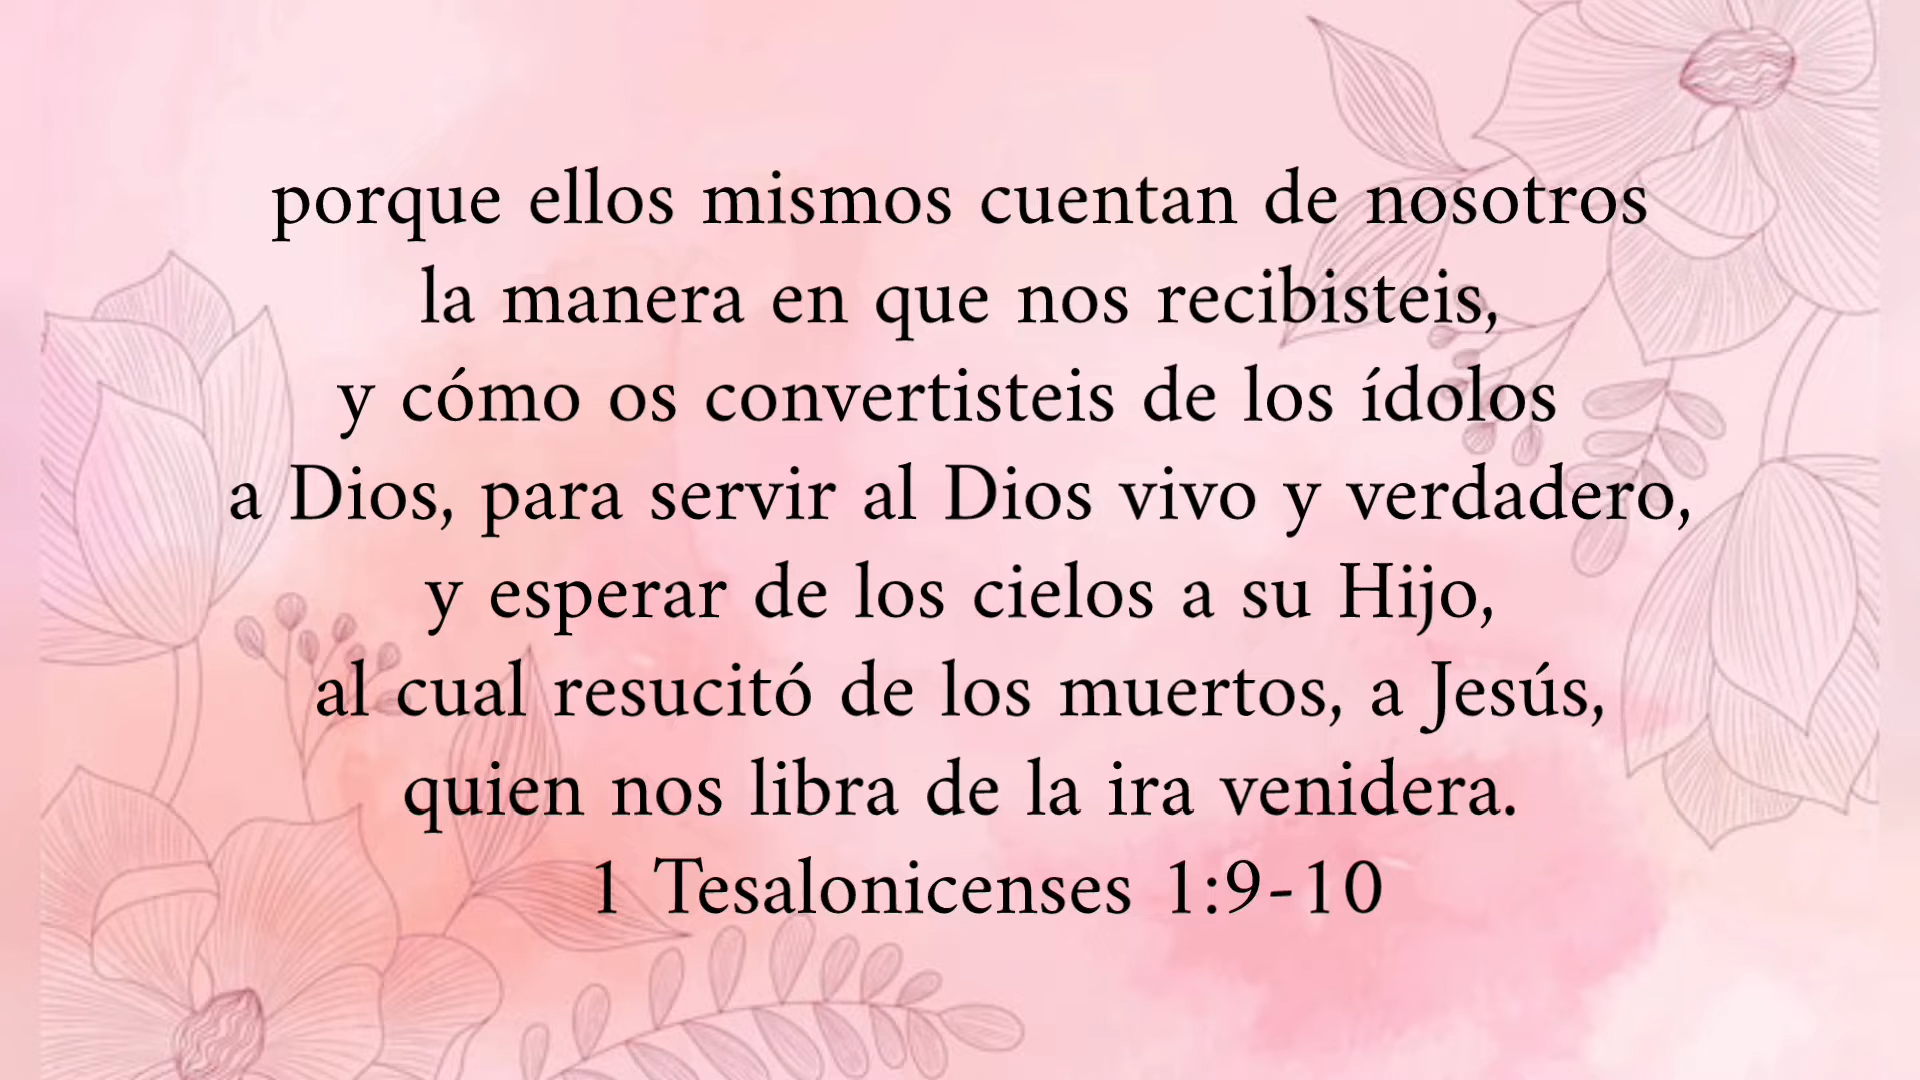 porque ellos mismos cuentan de nosotros
la manera en que nos recibisteis,
y cómo os convertisteis de los ídolos
a Dios, para servir al Dios vivo y verdadero,
y esperar de los cielos a su Hijo,
al cual resucitó de los muertos, a Jesús,
quien nos libra de la ira venidera.
1 Tesalonicenses 1:9-10